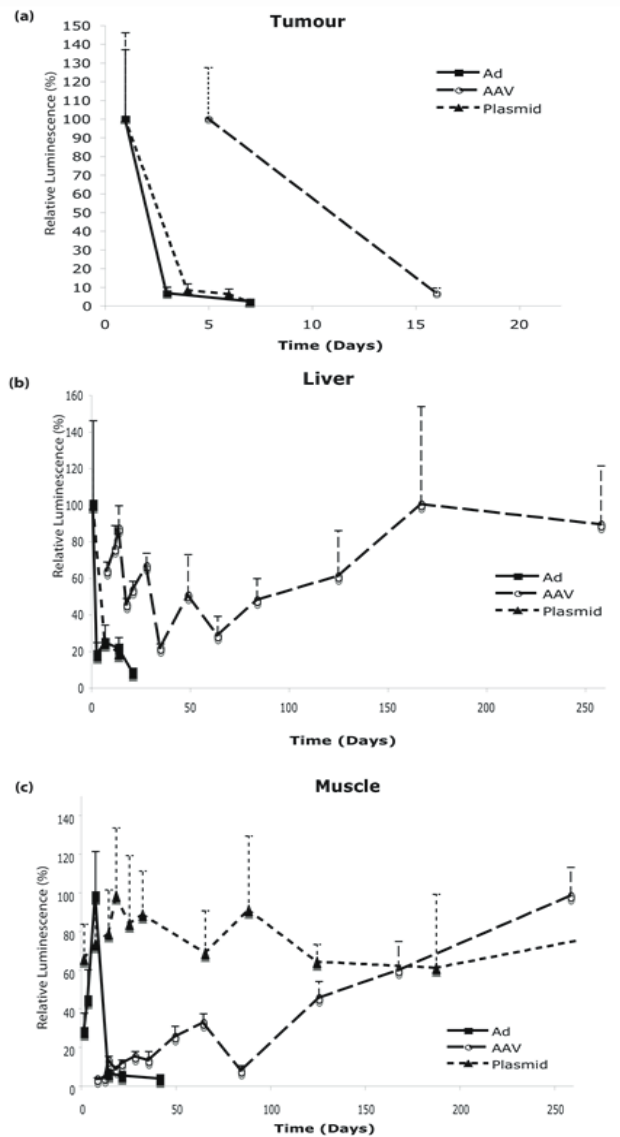 (a)
Tumour
Relative Luminescence (%)
150
140
130
120
110
100
90
80
70
60
50
40
30
20
10
0
Ad
AAV
Plasmid
0 5 10 15 20
Time (Days)
(b)
Liver
Relative Luminescence (%)
160
140
120
100
80
60
40
20
0
Ad
AAV
Plasmid
0 50 100 150 200 250
Time (Days)
(c)
Muscle
Relative Luminescence (%)
140
120
100
80
60
40
20
0
Ad
AAV
Plasmid
0 50 100 150 200 250
Time (Days)